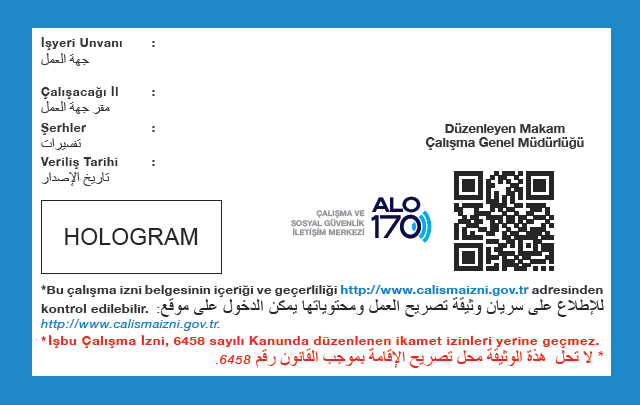 İşyeri Unvanı :
جهة العمل
Çalışacağı İl :
مقر جهة العمل
Şerhler :
تفسيرات
Veriliş Tarihi :
تاريخ الإصدار
Düzenleyen Makam
Çalışma Genel Müdürlüğü
HOLOGRAM
ÇALIŞMA VE
SOSYAL GÜVENLİK
İLETİŞİM MERKEZİ
ALO
170
*Bu çalışma izni belgesinin içeriği ve geçerliliği http://www.calismaizni.gov.tr adresinden
kontrol edilebilir. للإطلاع على سريان وثيقة تصريح العمل ومحتوياتها يمكن الدخول على موقع:
http://www.calismaizni.gov.tr.
*İşbu Çalışma İzni, 6458 sayılı Kanunda düzenlenen ikamet izinleri yerine geçmez.
* لا تحل هذة الوثيقة محل تصريح الإقامة بموجب القانون رقم 6458.